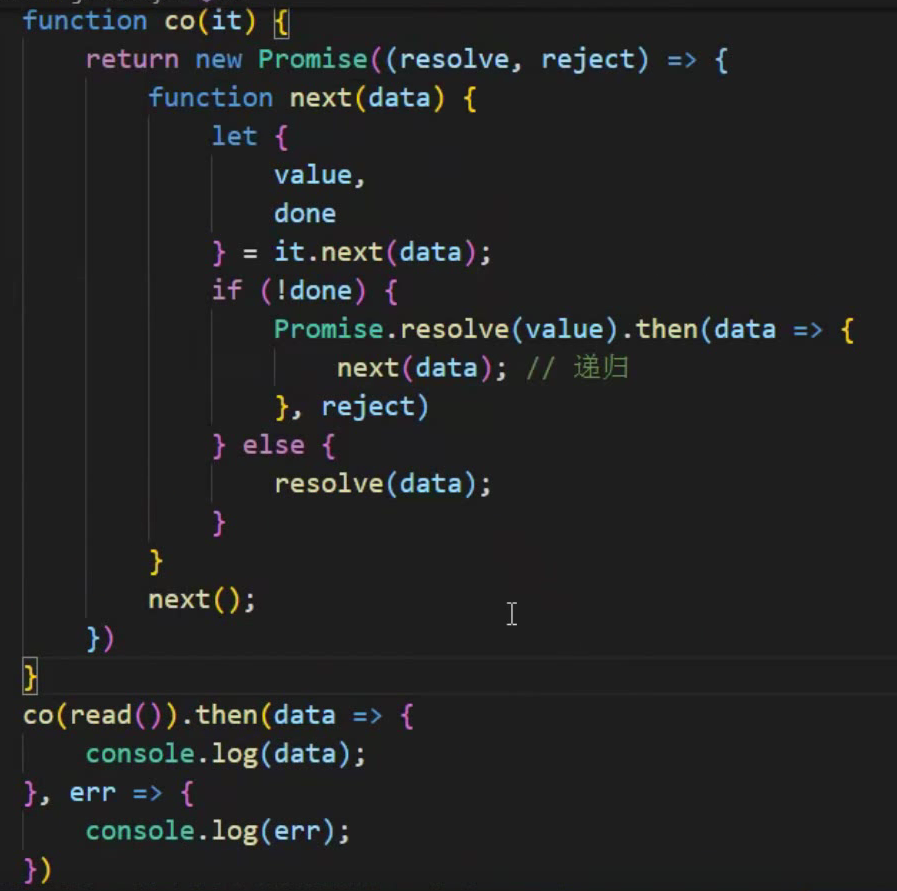 function co(it) {
    return new Promise((resolve, reject) => {
        function next(data) {
            let {
                value,
                done
            } = it.next(data);
            if (!done) {
                Promise.resolve(value).then(data => {
                    next(data); // 递归
                }, reject)
            } else {
                resolve(data);
            }
        }
        next();
    })
}
co(read()).then(data => {
    console.log(data);
}, err => {
    console.log(err);
})